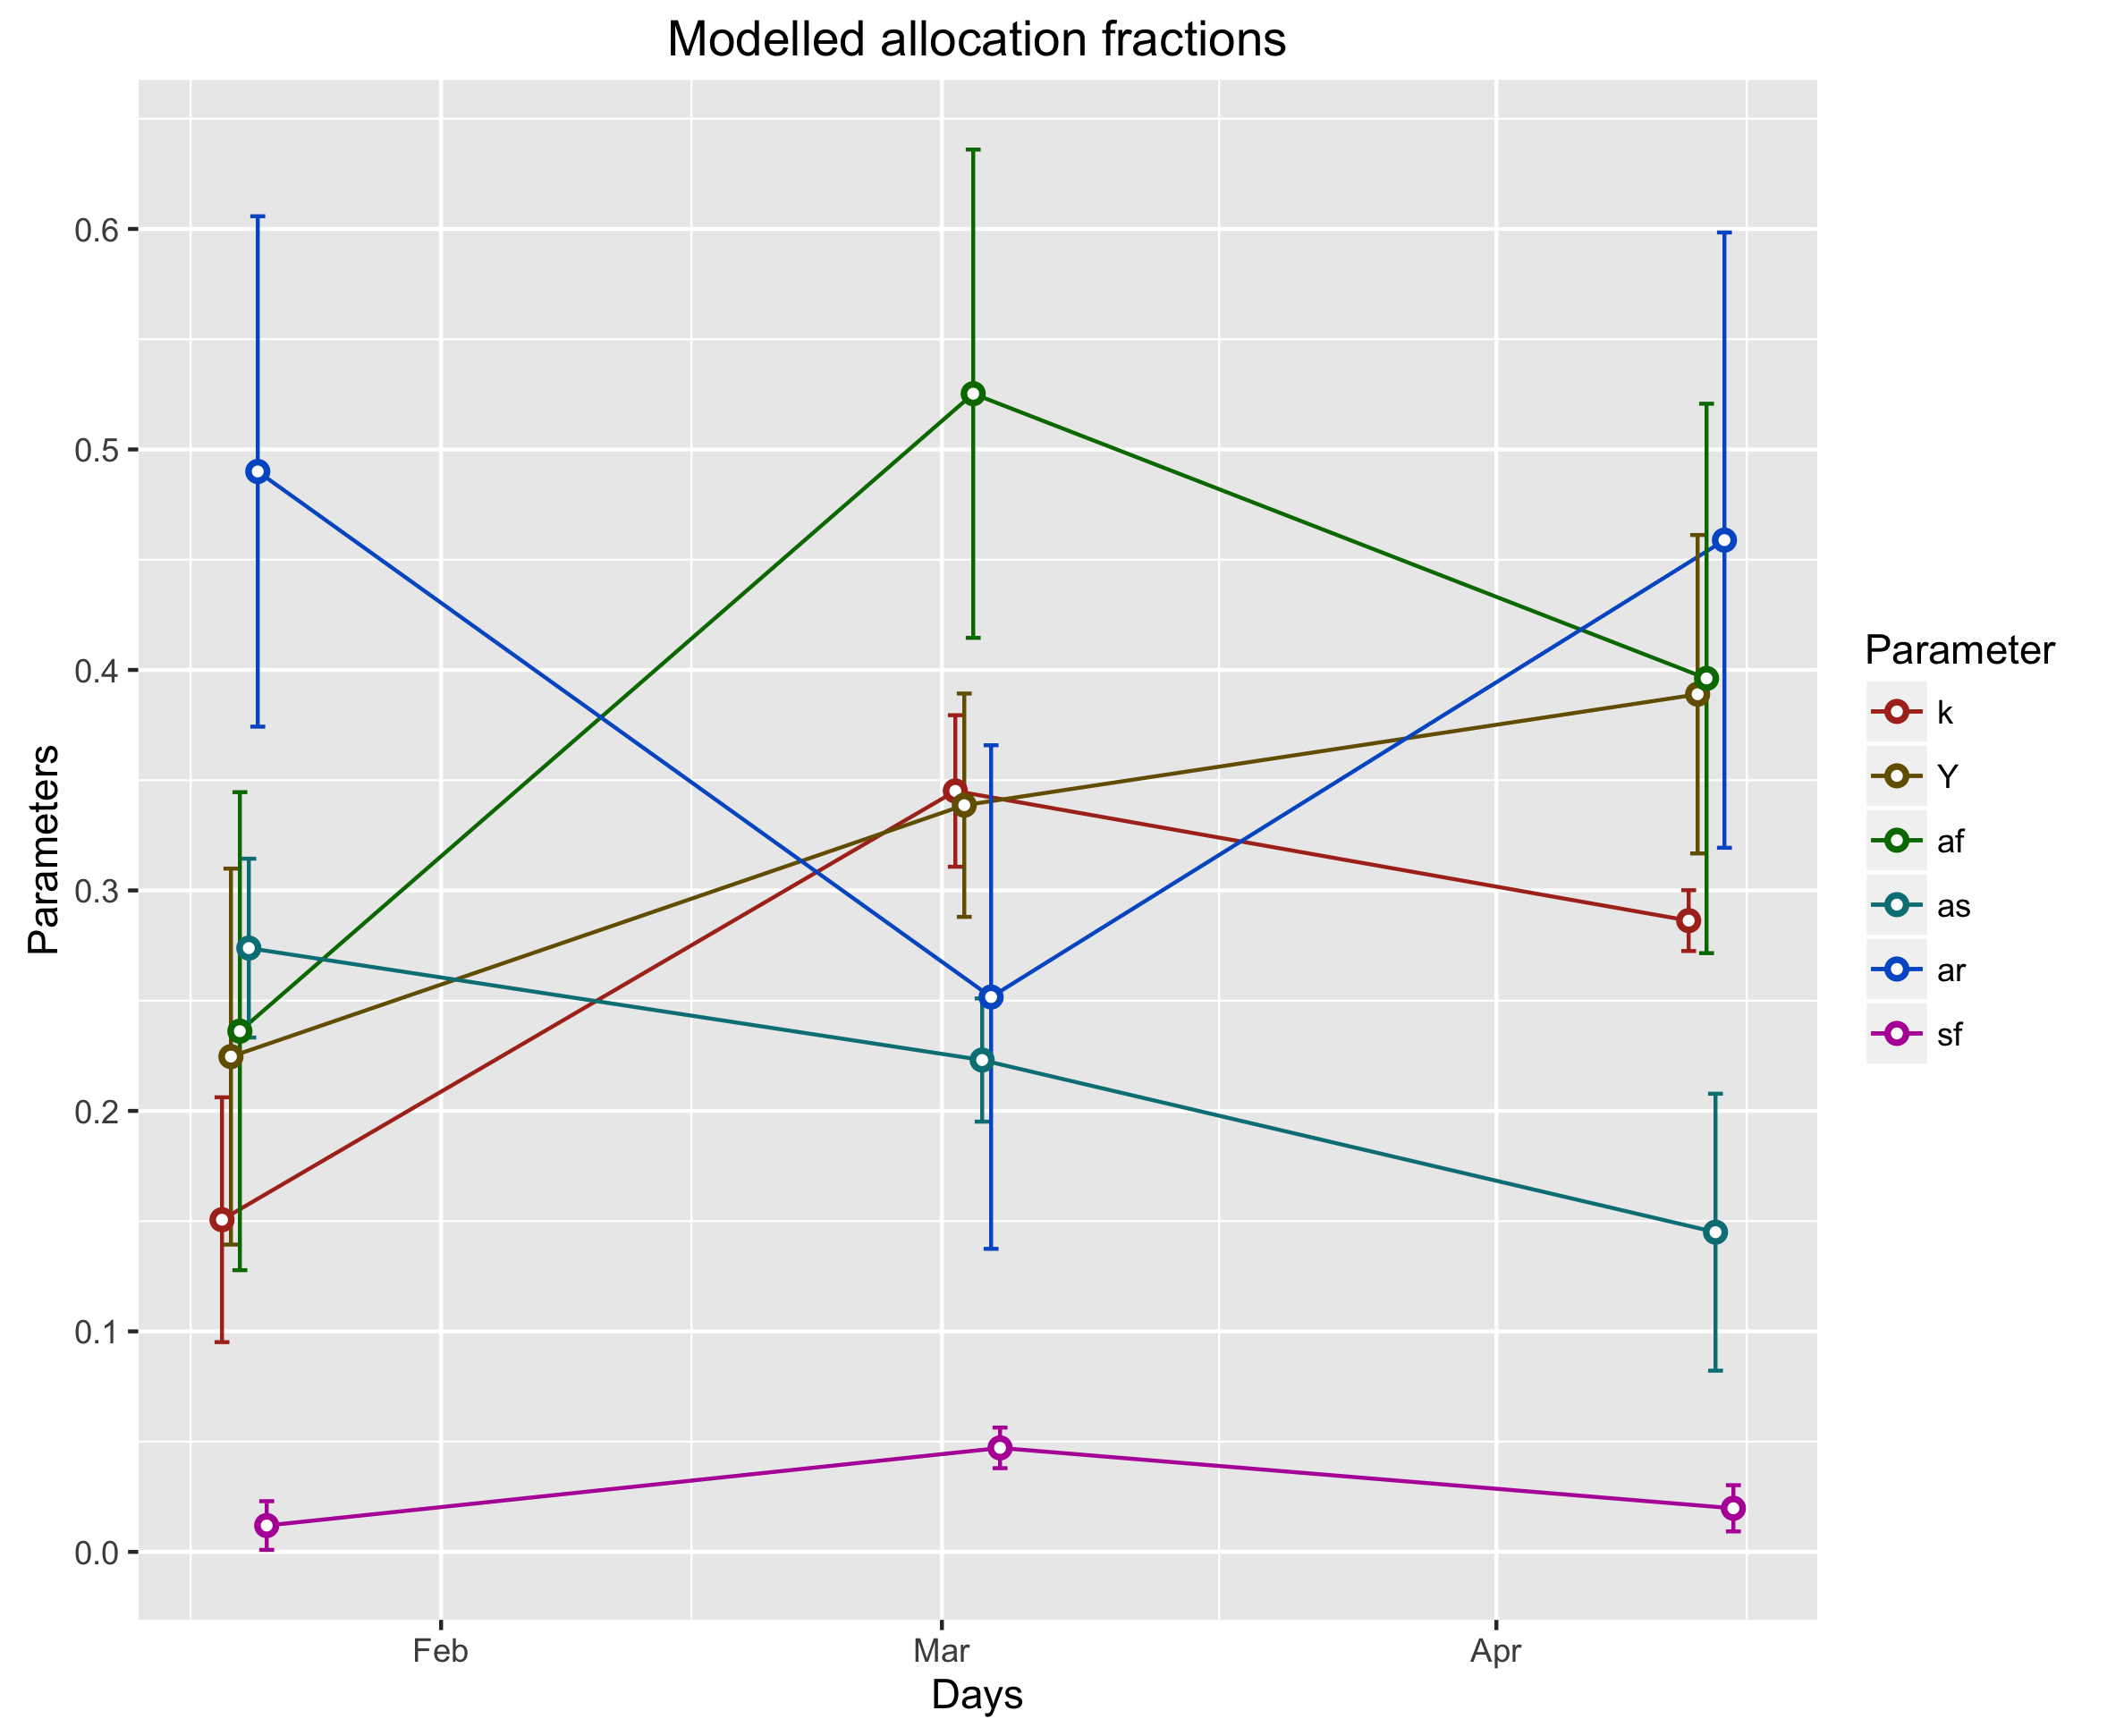 Modelled allocation fractions
Parameters
0.6
0.5
0.4
0.3
0.2
0.1
0.0
Feb
Mar
Apr
Days
Parameter
k
Y
af
as
ar
sf